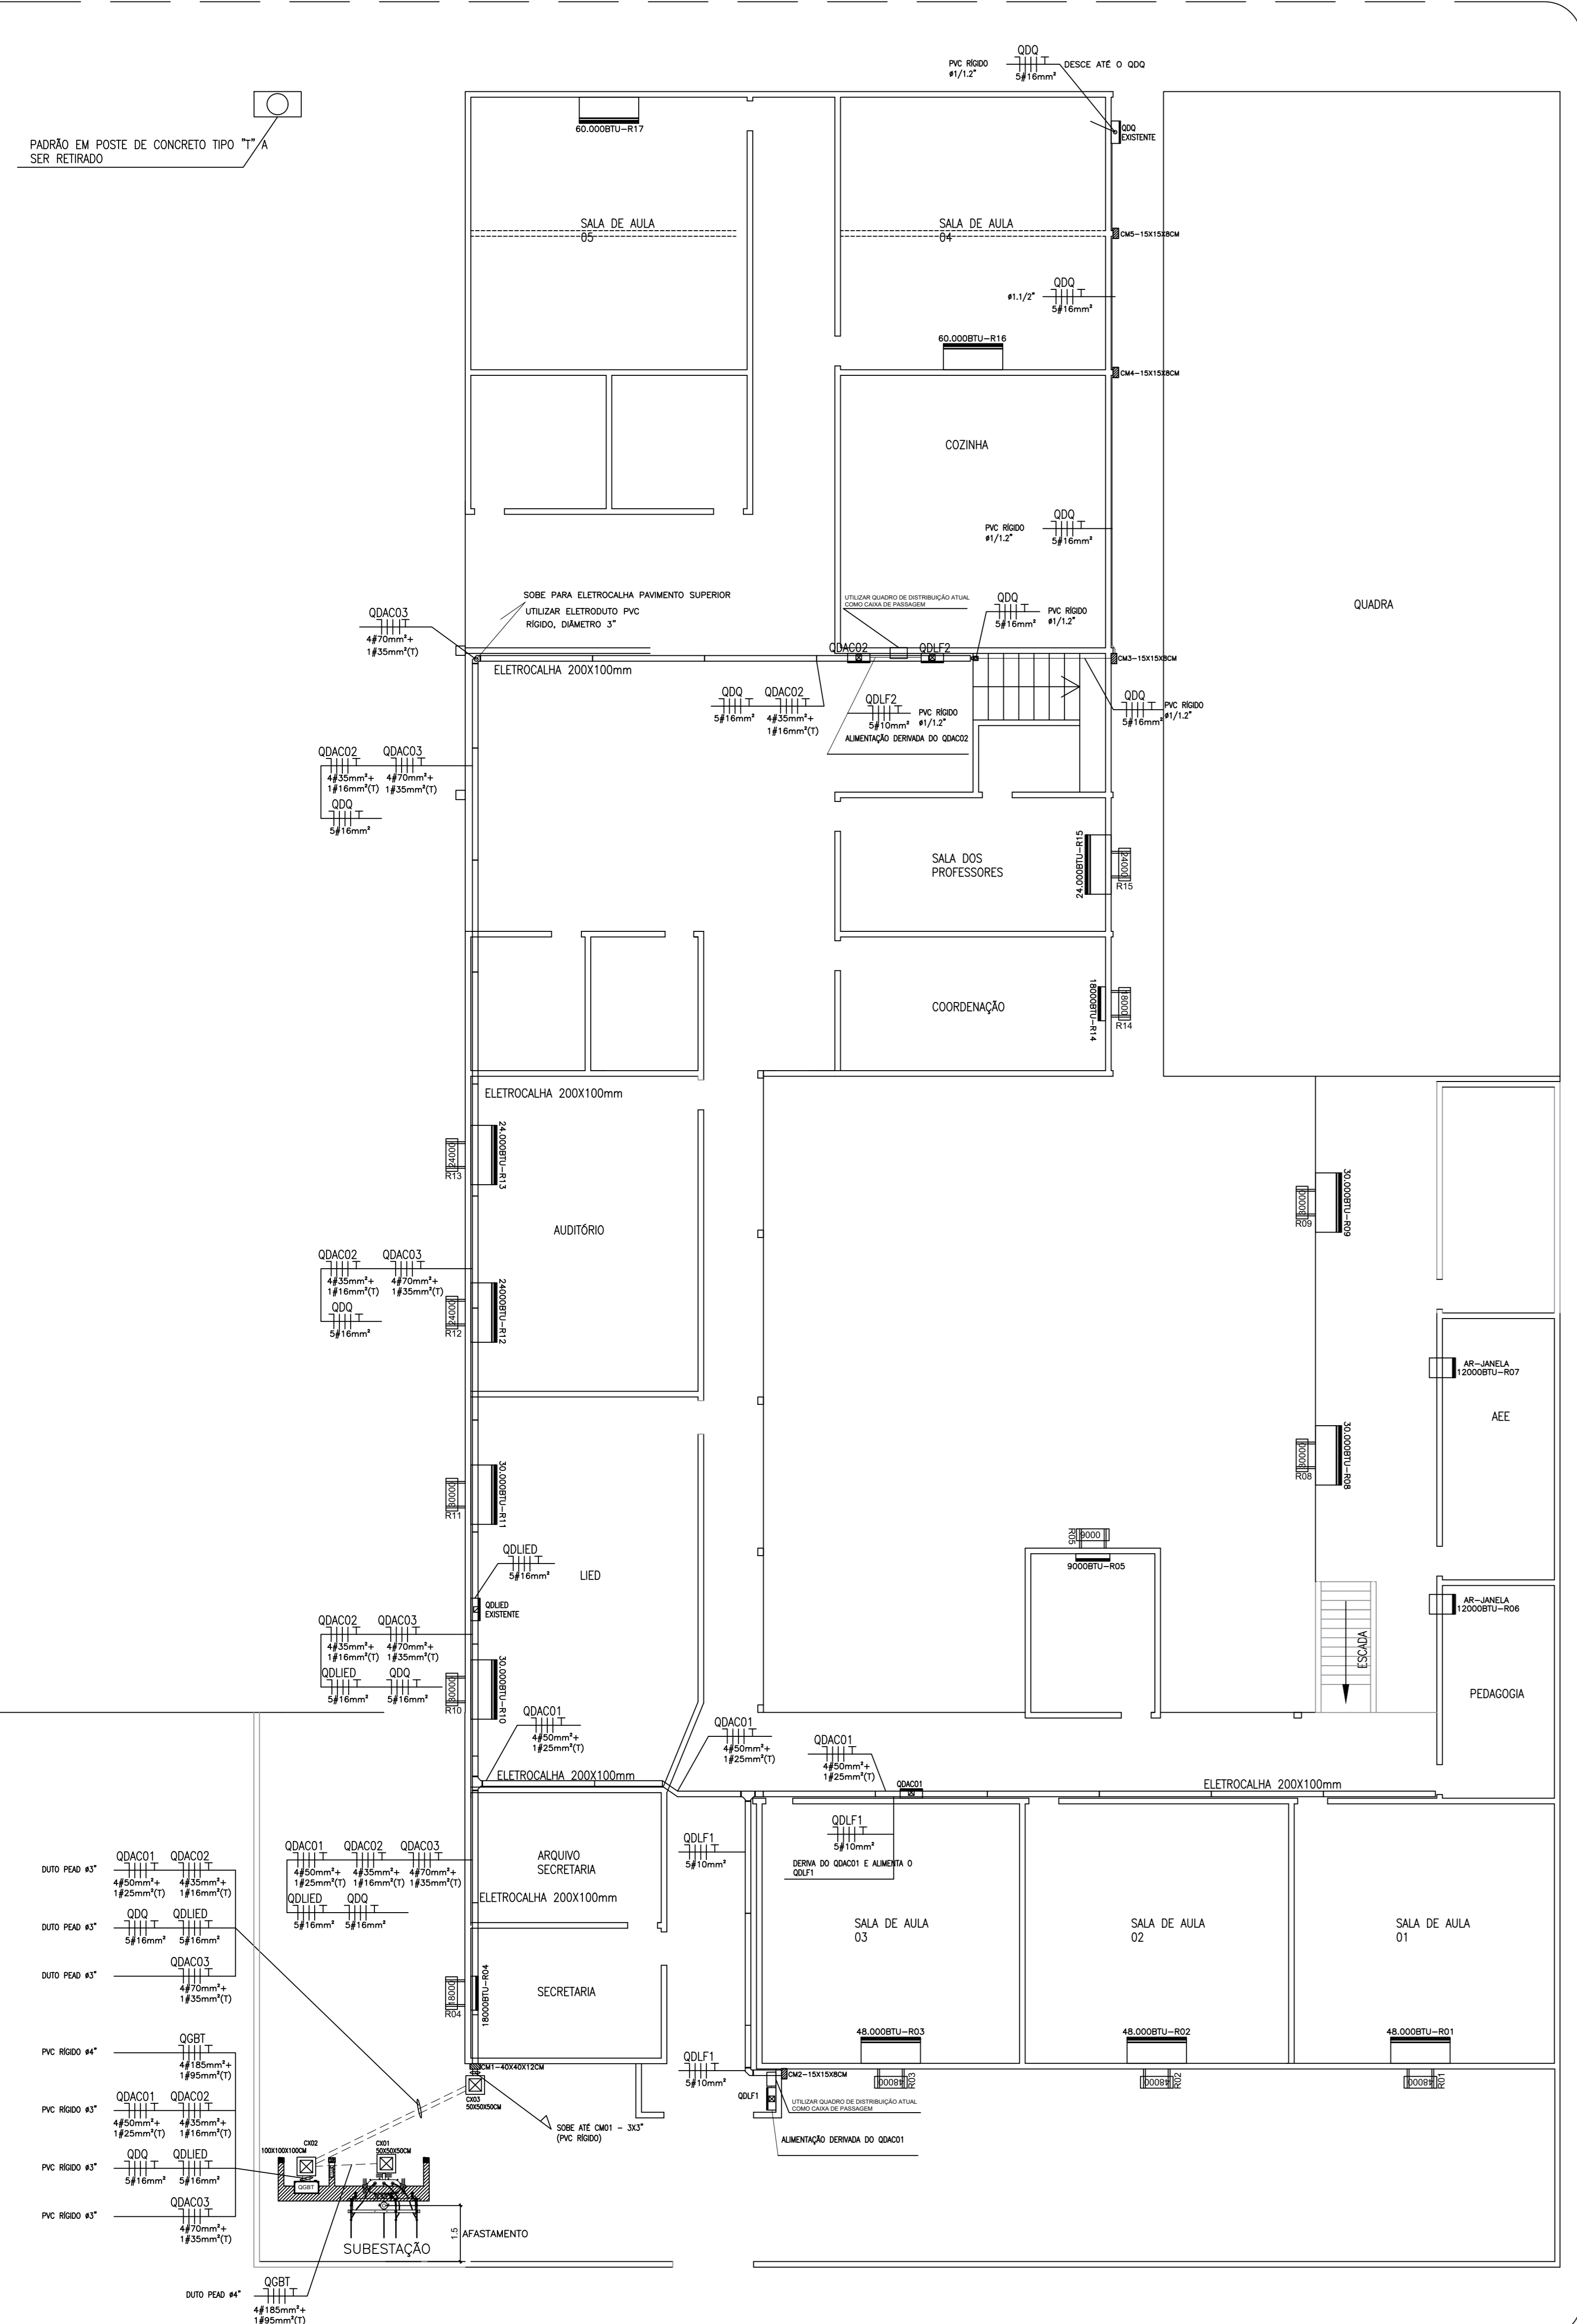 QDQ
PVC RÍGIDO
ø1/1.2"
5#16mm²
DESCE ATÉ O QDQ
PADRÃO EM POSTE DE CONCRETO TIPO "T" A
SER RETIRADO
60.000BTU-R17
QDQ
EXISTENTE
SALA DE AULA
05
SALA DE AULA
04
CM5-15X15X8CM
QDQ
ø1.1/2"
5#16mm²
60.000BTU-R16
CM4-15X15X8CM
COZINHA
QDQ
PVC RÍGIDO
ø1/1.2"
5#16mm²
QUADRA
SOBE PARA ELETROCALHA PAVIMENTO SUPERIOR
UTILIZAR ELETRODUTO PVC
RÍGIDO, DIÂMETRO 3"
UTILIZAR QUADRO DE DISTRIBUIÇÃO ATUAL
COMO CAIXA DE PASSAGEM
QDQ
5#16mm²
PVC RÍGIDO
ø1/1.2"
QDAC03
4#70mm²+
1#35mm²(T)
QDAC02
QDLF2
CM3-15X15X8CM
ELETROCALHA 200X100mm
QDQ
5#16mm²
QDAC02
4#35mm²+
1#16mm²(T)
QDLF2
5#10mm²
PVC RÍGIDO
ø1/1.2"
ALIMENTAÇÃO DERIVADA DO QDAC02
QDQ
5#16mm²
PVC RÍGIDO
ø1/1.2"
QDAC02
4#35mm²+
1#16mm²(T)
QDAC03
4#70mm²+
1#35mm²(T)
QDQ
5#16mm²
SALA DOS
PROFESSORES
24.000BTU-R15
24000
R15
COORDENAÇÃO
18000BTU-R14
18000
R14
ELETROCALHA 200X100mm
24.000BTU-R13
24000
R13
AUDITÓRIO
30.000BTU-R09
30000
R09
QDAC02
4#35mm²+
1#16mm²(T)
QDAC03
4#70mm²+
1#35mm²(T)
QDQ
5#16mm²
24000BTU-R12
24000
R12
AR-JANELA
12000BTU-R07
AEE
30.000BTU-R08
30000
R08
30.000BTU-R11
30000
R11
R05
9000
9000BTU-R05
QDLIED
5#16mm²
LIED
QDLIED
EXISTENTE
AR-JANELA
12000BTU-R06
ESCADA
PEDAGOGIA
QDAC02
4#35mm²+
1#16mm²(T)
QDAC03
4#70mm²+
1#35mm²(T)
QDLIED
5#16mm²
QDQ
5#16mm²
30.000BTU-R10
30000
R10
QDAC01
4#50mm²+
1#25mm²(T)
QDAC01
4#50mm²+
1#25mm²(T)
QDAC01
4#50mm²+
1#25mm²(T)
ELETROCALHA 200X100mm
QDAC01
ELETROCALHA 200X100mm
QDLF1
5#10mm²
DERIVA DO QDAC01 E ALIMENTA O
QDLF1
QDLF1
5#10mm²
ARQUIVO
SECRETARIA
ELETROCALHA 200X100mm
QDAC01
4#50mm²+
1#25mm²(T)
QDAC02
4#35mm²+
1#16mm²(T)
QDAC03
4#70mm²+
1#35mm²(T)
QDLIED
5#16mm²
QDQ
5#16mm²
DUTO PEAD ø3"
QDAC01
4#50mm²+
1#25mm²(T)
QDAC02
4#35mm²+
1#16mm²(T)
DUTO PEAD ø3"
QDQ
5#16mm²
QDLIED
5#16mm²
DUTO PEAD ø3"
QDAC03
4#70mm²+
1#35mm²(T)
SALA DE AULA
03
SALA DE AULA
02
SALA DE AULA
01
SECRETARIA
18000BTU-R04
18000
R04
48.000BTU-R03
48.000BTU-R02
48.000BTU-R01
48000
R03
48000
R02
48000
R01
PVC RÍGIDO ø4"
QGBT
4#185mm²+
1#95mm²(T)
PVC RÍGIDO ø3"
QDAC01
4#50mm²+
1#25mm²(T)
QDAC02
4#35mm²+
1#16mm²(T)
PVC RÍGIDO ø3"
QDQ
5#16mm²
QDLIED
5#16mm²
PVC RÍGIDO ø3"
QDAC03
4#70mm²+
1#35mm²(T)
CM1-40X40X12CM
CX03
50X50X50CM
QDLF1
5#10mm²
CM2-15X15X8CM
QDLF1
UTILIZAR QUADRO DE DISTRIBUIÇÃO ATUAL
COMO CAIXA DE PASSAGEM
SOBE ATÉ CM01 - 3X3"
(PVC RÍGIDO)
ALIMENTAÇÃO DERIVADA DO QDAC01
CX02
100X100X100CM
CX01
50X50X50CM
QGBT
1.5
AFASTAMENTO
SUBESTAÇÃO
DUTO PEAD ø4"
QGBT
4#185mm²+
1#95mm²(T)